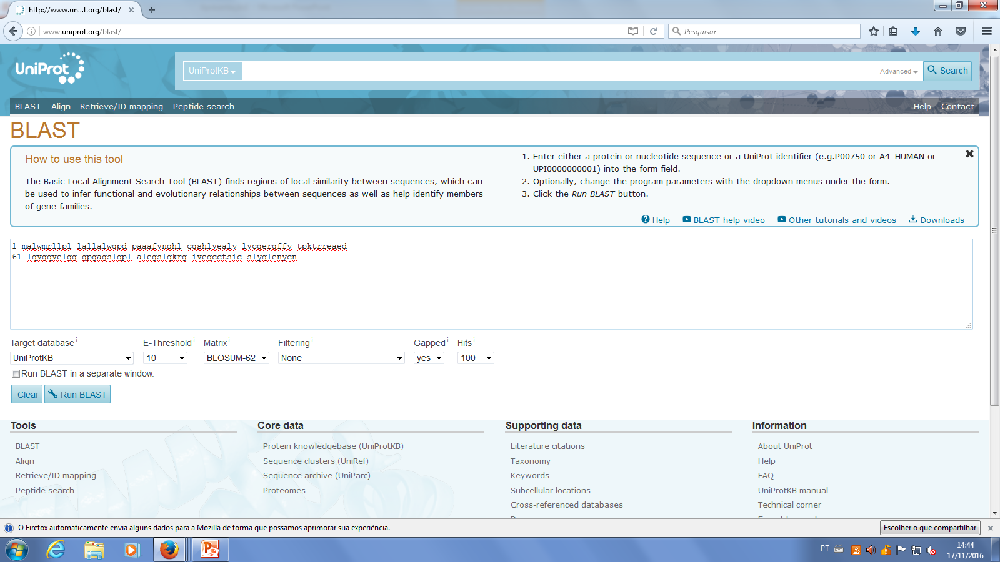 http://www.un...t.org/blast/
www.uniprot.org/blast/
Pesquisar
UniProt
UniProtKB
Advanced
Search
BLAST Align Retrieve/ID mapping Peptide search
Help Contact
BLAST
How to use this tool
The Basic Local Alignment Search Tool (BLAST) finds regions of local similarity between sequences, which can
be used to infer functional and evolutionary relationships between sequences as well as help identify members
of gene families.
1. Enter either a protein or nucleotide sequence or a UniProt identifier (e.g.P00750 or A4_HUMAN or
UPI0000000001) into the form field.
2. Optionally, change the program parameters with the dropdown menus under the form.
3. Click the Run BLAST button.
Help BLAST help video Other tutorials and videos Downloads
1 malwmrllpl lallalwgpd paaafvnqhl cgshlvealy lvcgergffy tpktrreaed
61 lqvgqvelgg gpgagslqpl alegslqkrg iveqcctsic slyqlenycn
Target database E-Threshold Matrix Filtering Gapped Hits
UniProtKB 10 BLOSUM-62 None yes 100
Run BLAST in a separate window.
Clear Run BLAST
Tools
BLAST
Align
Retrieve/ID mapping
Peptide search
Core data
Protein knowledgebase (UniProtKB)
Sequence clusters (UniRef)
Sequence archive (UniParc)
Proteomes
Supporting data
Literature citations
Taxonomy
Keywords
Subcellular locations
Cross-referenced databases
Diseases
Information
About UniProt
Help
FAQ
UniProtKB manual
Technical corner
Expert biocuration
O Firefox automaticamente envia alguns dados para a Mozilla de forma que possamos aprimorar sua experiência.
Escolher o que compartilhar
PT
14:44
17/11/2016